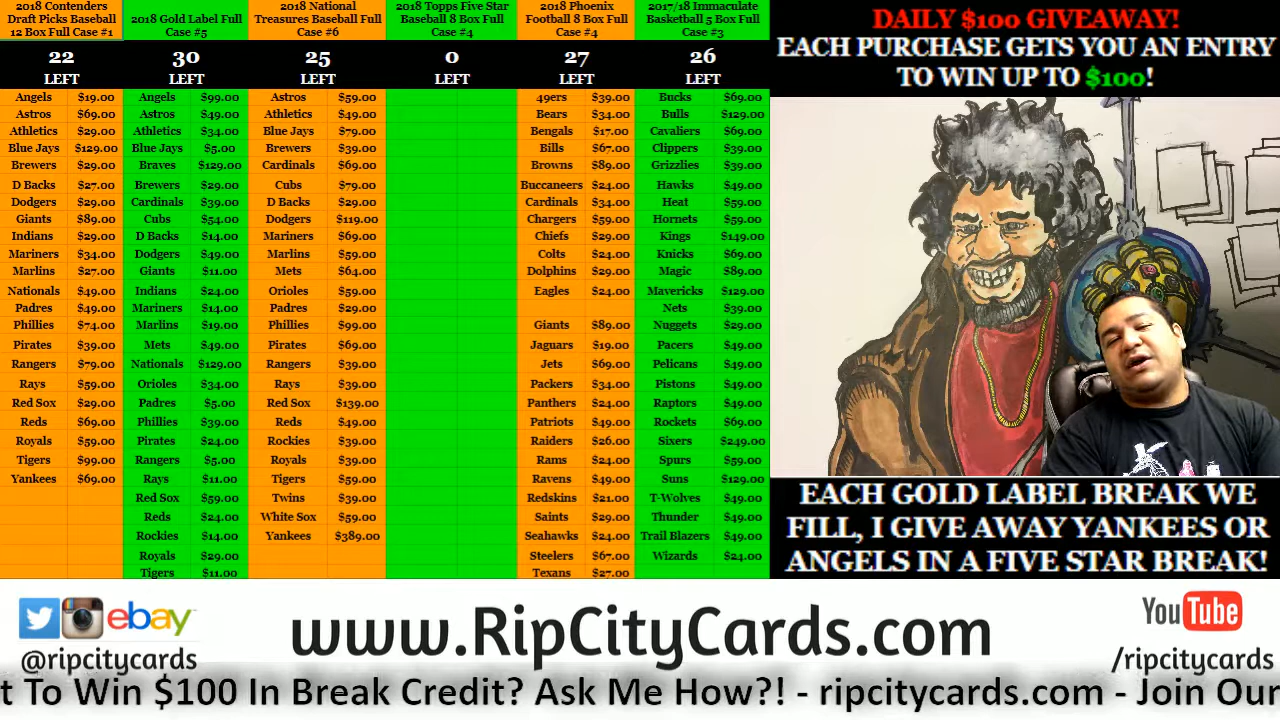 2018 Contenders
Draft Picks Baseball
12 Box Full Case #1
22
LEFT
Angels $19.00
Astros $69.00
Athletics $29.00
Blue Jays $129.00
Brewers $29.00
D Backs $27.00
Dodgers $29.00
Giants $89.00
Indians $29.00
Mariners $34.00
Marlins $27.00
Nationals $49.00
Padres $49.00
Phillies $74.00
Pirates $39.00
Rangers $79.00
Rays $59.00
Red Sox $29.00
Reds $69.00
Royals $59.00
Tigers $99.00
Yankees $69.00
2018 Gold Label Full
Case #5
30
LEFT
Angels $99.00
Astros $49.00
Athletics $34.00
Blue Jays $5.00
Braves $129.00
Brewers $29.00
Cardinals $39.00
Cubs $54.00
D Backs $14.00
Dodgers $49.00
Giants $11.00
Indians $24.00
Mariners $14.00
Marlins $19.00
Mets $49.00
Nationals $129.00
Orioles $34.00
Padres $5.00
Phillies $39.00
Pirates $24.00
Rangers $5.00
Rays $11.00
Red Sox $59.00
Reds $24.00
Rockies $14.00
Royals $29.00
Tigers $11.00
2018 National
Treasures Baseball Full
Case #6
25
LEFT
Astros $59.00
Athletics $49.00
Blue Jays $79.00
Brewers $39.00
Cardinals $69.00
Cubs $79.00
D Backs $29.00
Dodgers $119.00
Mariners $69.00
Marlins $59.00
Mets $64.00
Orioles $59.00
Padres $29.00
Phillies $99.00
Pirates $69.00
Rangers $39.00
Rays $39.00
Red Sox $139.00
Reds $49.00
Rockies $39.00
Royals $39.00
Tigers $59.00
Twins $39.00
White Sox $59.00
Yankees $389.00
2018 Topps Five Star
Baseball 8 Box Full
Case #4
0
LEFT
2018 Phoenix
Football 8 Box Full
Case #4
27
LEFT
49ers $39.00
Bears $34.00
Bengals $17.00
Bills $67.00
Browns $89.00
Buccaneers $24.00
Cardinals $34.00
Chargers $59.00
Chiefs $29.00
Colts $24.00
Dolphins $29.00
Eagles $24.00
Giants $89.00
Jaguars $19.00
Jets $69.00
Packers $34.00
Panthers $24.00
Patriots $49.00
Raiders $26.00
Rams $24.00
Ravens $49.00
Redskins $21.00
Saints $29.00
Seahawks $24.00
Steelers $67.00
Texans $27.00
2017/18 Immaculate
Basketball 5 Box Full
Case #3
26
LEFT
Bucks $69.00
Bulls $129.00
Cavaliers $69.00
Clippers $39.00
Grizzlies $39.00
Hawks $49.00
Heat $59.00
Hornets $59.00
Kings $149.00
Knicks $69.00
Magic $89.00
Mavericks $129.00
Nets $39.00
Nuggets $29.00
Pacers $49.00
Pelicans $49.00
Pistons $49.00
Raptors $49.00
Rockets $69.00
Sixers $249.00
Spurs $59.00
Suns $129.00
T-Wolves $49.00
Thunder $49.00
Trail Blazers $49.00
Wizards $24.00
DAILY $100 GIVEAWAY!
EACH PURCHASE GETS YOU AN ENTRY
TO WIN UP TO $100!
EACH GOLD LABEL BREAK WE
FILL, I GIVE AWAY YANKEES OR
ANGELS IN A FIVE STAR BREAK!
ebay
@ripcitycards
www.RipCityCards.com
YouTube
/ripcitycards
t To Win $100 In Break Credit? Ask Me How?! - ripcitycards.com - Join Our